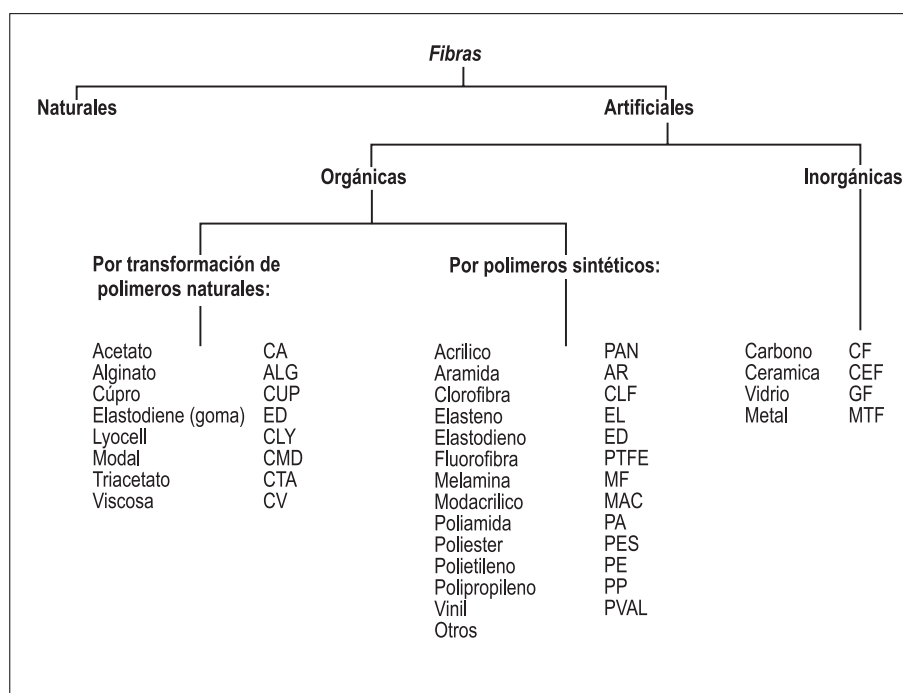 Fibras
Naturales Artificiales
Orgánicas Inorgánicas
Por transformación de
polimeros naturales:
Por polimeros sintéticos:
Acetato CA
Alginato ALG
Cúpro CUP
Elastodiene (goma) ED
Lyocell CLY
Modal CMD
Triacetato CTA
Viscosa CV
Acrilico PAN
Aramida AR
Clorofibra CLF
Elasteno EL
Elastodieno ED
Fluorofibra PTFE
Melamina MF
Modacrilico MAC
Poliamida PA
Poliester PES
Polietileno PE
Polipropileno PP
Vinil PVAL
Otros
Carbono CF
Ceramica CEF
Vidrio GF
Metal MTF